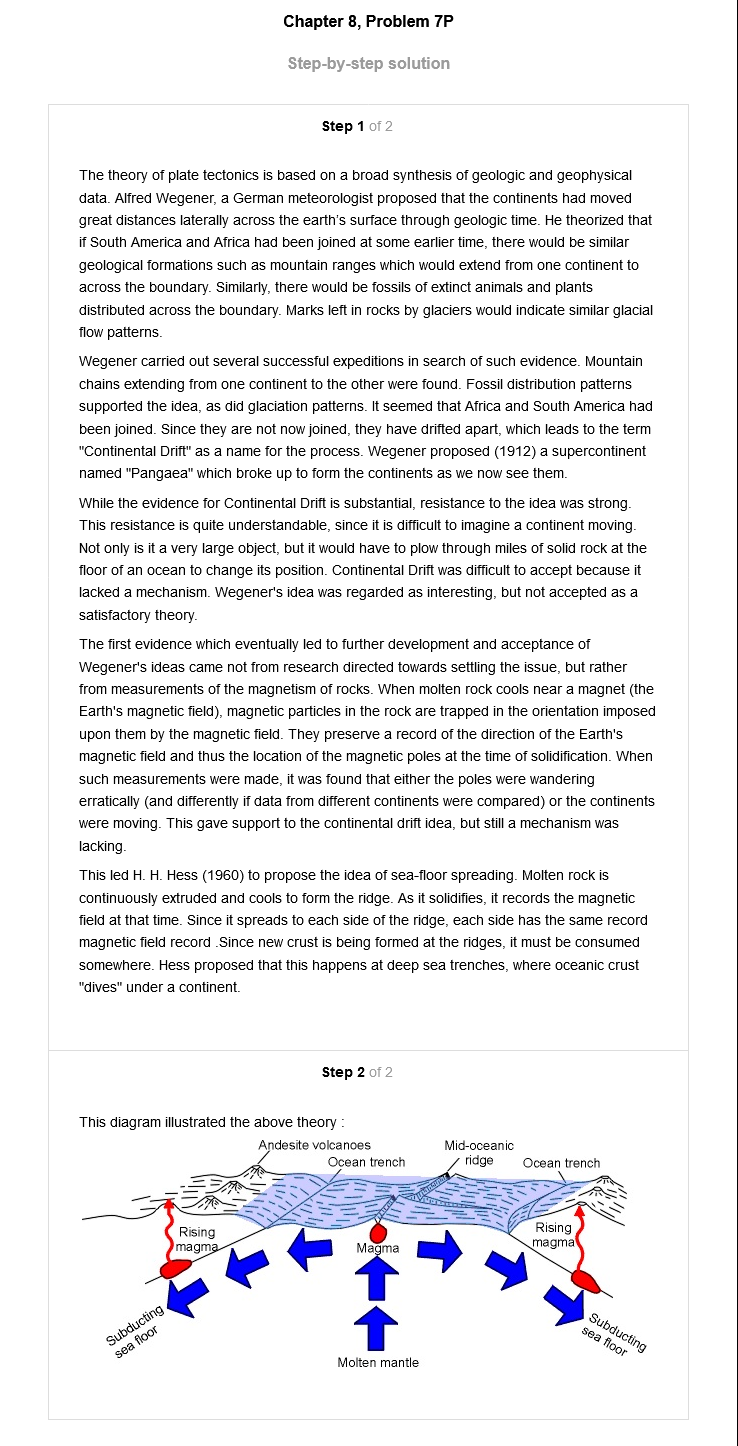 Chapter 8, Problem 7P
Step-by-step solution
Step 1 of 2
The theory of plate tectonics is based on a broad synthesis of geologic and geophysical
data. Alfred Wegener, a German meteorologist proposed that the continents had moved
great distances laterally across the earth's surface through geologic time. He theorized that
if South America and Africa had been joined at some earlier time, there would be similar
geological formations such as mountain ranges which would extend from one continent to
across the boundary. Similarly, there would be fossils of extinct animals and plants
distributed across the boundary. Marks left in rocks by glaciers would indicate similar glacial
flow patterns.
Wegener carried out several successful expeditions in search of such evidence. Mountain
chains extending from one continent to the other were found. Fossil distribution patterns
supported the idea, as did glaciation patterns. It seemed that Africa and South America had
been joined. Since they are not now joined, they have drifted apart, which leads to the term
"Continental Drift" as a name for the process. Wegener proposed (1912) a supercontinent
named "Pangaea" which broke up to form the continents as we now see them.
While the evidence for Continental Drift is substantial, resistance to the idea was strong.
This resistance is quite understandable, since it is difficult to imagine a continent moving.
Not only is it a very large object, but it would have to plow through miles of solid rock at the
floor of an ocean to change its position. Continental Drift was difficult to accept because it
lacked a mechanism. Wegener's idea was regarded as interesting, but not accepted as a
satisfactory theory.
The first evidence which eventually led to further development and acceptance of
Wegener's ideas came not from research directed towards settling the issue, but rather
from measurements of the magnetism of rocks. When molten rock cools near a magnet (the
Earth's magnetic field), magnetic particles in the rock are trapped in the orientation imposed
upon them by the magnetic field. They preserve a record of the direction of the Earth's
magnetic field and thus the location of the magnetic poles at the time of solidification. When
such measurements were made, it was found that either the poles were wandering
erratically (and differently if data from different continents were compared) or the continents
were moving. This gave support to the continental drift idea, but still a mechanism was
lacking.
This led H. H. Hess (1960) to propose the idea of sea-floor spreading. Molten rock is
continuously extruded and cools to form the ridge. As it solidifies, it records the magnetic
field at that time. Since it spreads to each side of the ridge, each side has the same record
magnetic field record .Since new crust is being formed at the ridges, it must be consumed
somewhere. Hess proposed that this happens at deep sea trenches, where oceanic crust
"dives" under a continent.
Step 2 of 2
This diagram illustrated the above theory :
Andesite volcanoes
Mid-oceanic
ridge
Ocean trench
Ocean trench
Rising
magma
Magma
Rising
magma
Subducting
sea floor
Subducting
sea floor
Molten mantle